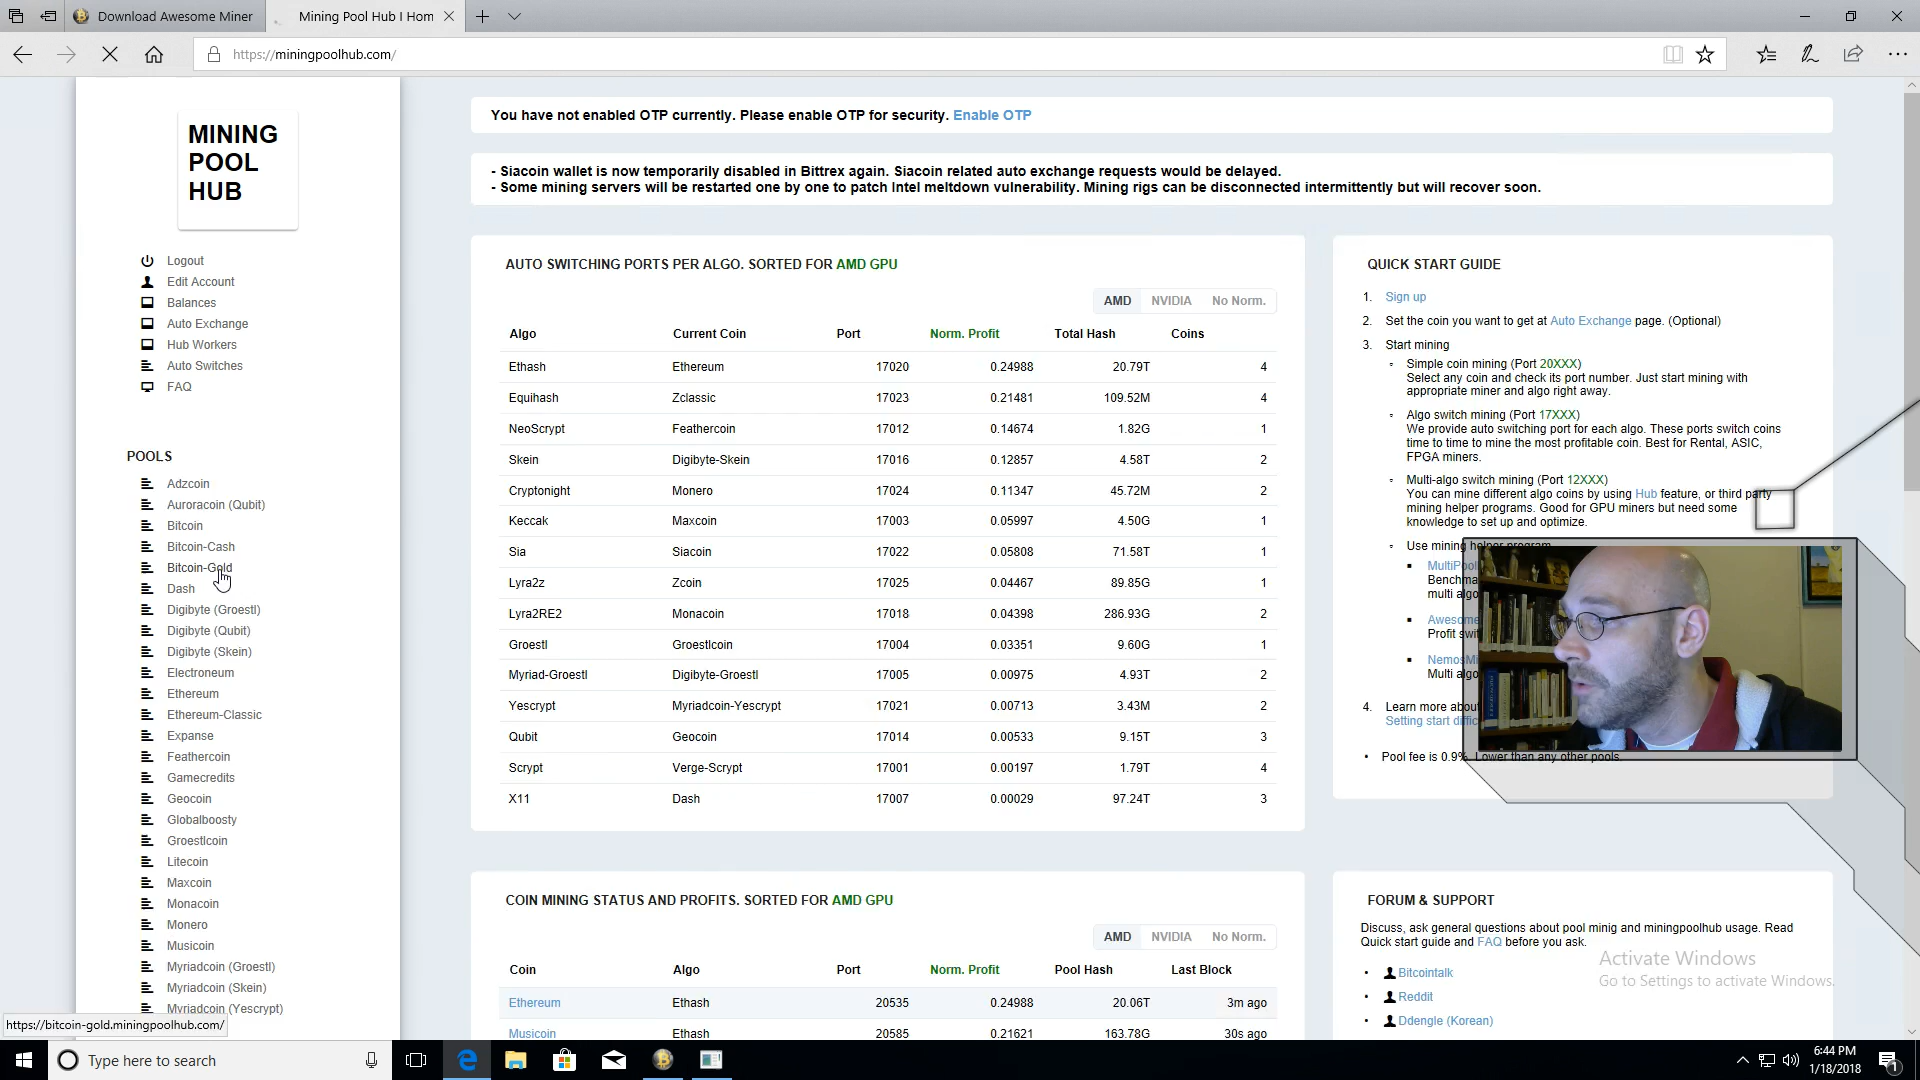 Download Awesome Miner
Mining Pool Hub I Hom
https://miningpoolhub.com/
MINING
POOL
HUB
Logout
Edit Account
Balances
Auto Exchange
Hub Workers
Auto Switches
FAQ
POOLS
Adzcoin
Auroracoin (Qubit)
Bitcoin
Bitcoin-Cash
Bitcoin-Gold
Dash
Digibyte (Groestl)
Digibyte (Qubit)
Digibyte (Skein)
Electroneum
Ethereum
Ethereum-Classic
Expanse
Feathercoin
Gamecredits
Geocoin
Globalboosty
Groestlcoin
Litecoin
Maxcoin
Monacoin
Monero
Musicoin
Myriadcoin (Groestl)
Myriadcoin (Skein)
Myriadcoin (Yescrypt)
https://bitcoin-gold.miningpoolhub.com/
You have not enabled OTP currently. Please enable OTP for security. Enable OTP
- Siacoin wallet is now temporarily disabled in Bittrex again. Siacoin related auto exchange requests would be delayed.
- Some mining servers will be restarted one by one to patch Intel meltdown vulnerability. Mining rigs can be disconnected intermittently but will recover soon.
AUTO SWITCHING PORTS PER ALGO. SORTED FOR AMD GPU
AMD NVIDIA No Norm.
Algo Current Coin Port Norm. Profit Total Hash Coins
Ethash Ethereum 17020 0.24988 20.79T 4
Equihash Zclassic 17023 0.21481 109.52M 4
NeoScrypt Feathercoin 17012 0.14674 1.82G 1
Skein Digibyte-Skein 17016 0.12857 4.58T 2
Cryptonight Monero 17024 0.11347 45.72M 2
Keccak Maxcoin 17003 0.05997 4.50G 1
Sia Siacoin 17022 0.05808 71.58T 1
Lyra2z Zcoin 17025 0.04467 89.85G 1
Lyra2RE2 Monacoin 17018 0.04398 286.93G 2
Groestl Groestlcoin 17004 0.03351 9.60G 1
Myriad-Groestl Digibyte-Groestl 17005 0.00975 4.93T 2
Yescrypt Myriadcoin-Yescrypt 17021 0.00713 3.43M 2
Qubit Geocoin 17014 0.00533 9.15T 3
Scrypt Verge-Scrypt 17001 0.00197 1.79T 4
X11 Dash 17007 0.00029 97.24T 3
COIN MINING STATUS AND PROFITS. SORTED FOR AMD GPU
AMD NVIDIA No Norm.
Coin Algo Port Norm. Profit Pool Hash Last Block
Ethereum Ethash 20535 0.24988 20.06T 3m ago
Musicoin Ethash 20585 0.21621 163.78G 30s ago
QUICK START GUIDE
1. Sign up
2. Set the coin you want to get at Auto Exchange page. (Optional)
3. Start mining
Simple coin mining (Port 20XXX)
Select any coin and check its port number. Just start mining with
appropriate miner and algo right away.
Algo switch mining (Port 17XXX)
We provide auto switching port for each algo. These ports switch coins
time to time to mine the most profitable coin. Best for Rental, ASIC,
FPGA miners.
Multi-algo switch mining (Port 12XXX)
You can mine different algo coins by using Hub feature, or third party
mining helper programs. Good for GPU miners but need some
knowledge to set up and optimize.
Use mining helper program
MultiPool
Benchma
multi algo
Awesome
Profit swit
NemosMi
Multi algo
4. Learn more about
Setting start diffic
Pool fee is 0.9%. Lower than any other pools
FORUM & SUPPORT
Discuss, ask general questions about pool minig and miningpoolhub usage. Read
Quick start guide and FAQ before you ask.
Bitcointalk
Reddit
Ddengle (Korean)
Activate Windows
Go to Settings to activate Windows.
Type here to search
6:44 PM
1/18/2018
1